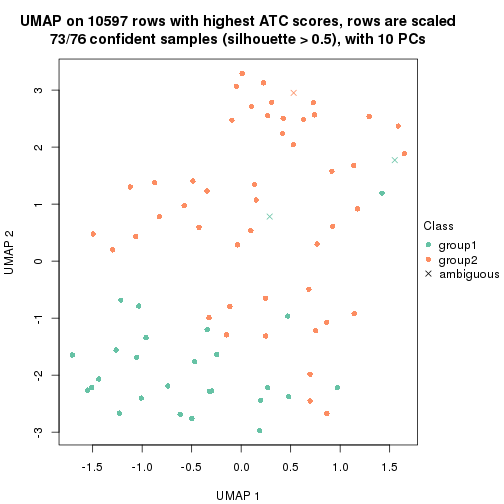 UMAP on 10597 rows with highest ATC scores, rows are scaled
73/76 confident samples (silhouette > 0.5), with 10 PCs
3
2
1
0
-1
-2
-3
UMAP 2
-1.5 -1.0 -0.5 0.0 0.5 1.0 1.5
UMAP 1
Class
group1
group2
ambiguous